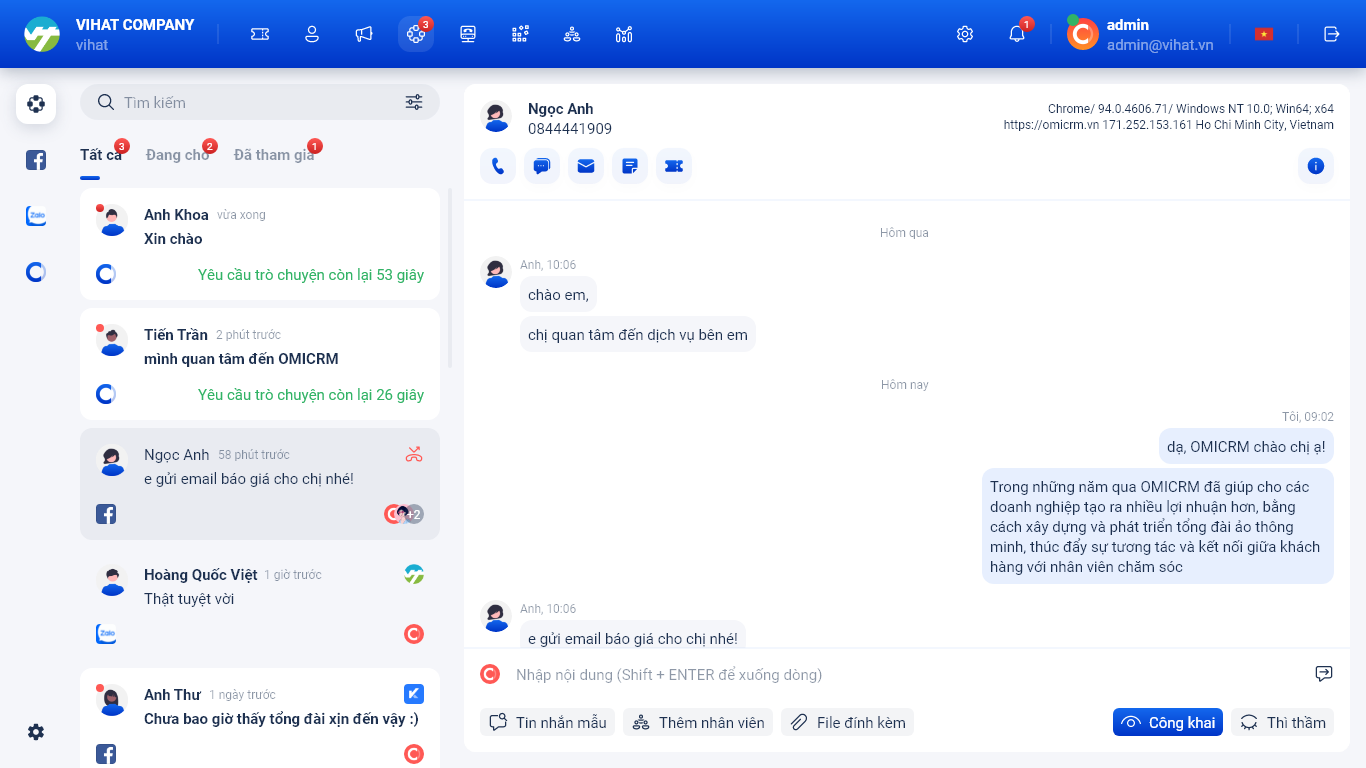 VIHAT COMPANY
vihat
3
1
admin
admin@vihat.vn
Tìm kiếm
Tất cả 3
Đang chờ 2
Đã tham gia 1
Anh Khoa vừa xong
Xin chào
Yêu cầu trò chuyện còn lại 53 giây
Tiến Trần 2 phút trước
mình quan tâm đến OMICRM
Yêu cầu trò chuyện còn lại 26 giây
Ngọc Anh 58 phút trước
e gửi email báo giá cho chị nhé!
+2
Hoàng Quốc Việt 1 giờ trước
Thật tuyệt vời
Zalo
Anh Thư 1 ngày trước
Chưa bao giờ thấy tổng đài xịn đến vậy :)
Zalo
Ngọc Anh
0844441909
Chrome/ 94.0.4606.71/ Windows NT 10.0; Win64; x64
https://omicrm.vn 171.252.153.161 Ho Chi Minh City, Vietnam
Hôm qua
Anh, 10:06
chào em,
chị quan tâm đến dịch vụ bên em
Hôm nay
Tôi, 09:02
dạ, OMICRM chào chị ạ!
Trong những năm qua OMICRM đã giúp cho các
doanh nghiệp tạo ra nhiều lợi nhuận hơn, bằng
cách xây dựng và phát triển tổng đài ảo thông
minh, thúc đẩy sự tương tác và kết nối giữa khách
hàng với nhân viên chăm sóc
Anh, 10:06
e gửi email báo giá cho chị nhé!
Nhập nội dung (Shift + ENTER để xuống dòng)
Tin nhắn mẫu
Thêm nhân viên
File đính kèm
Công khai
Thì thầm